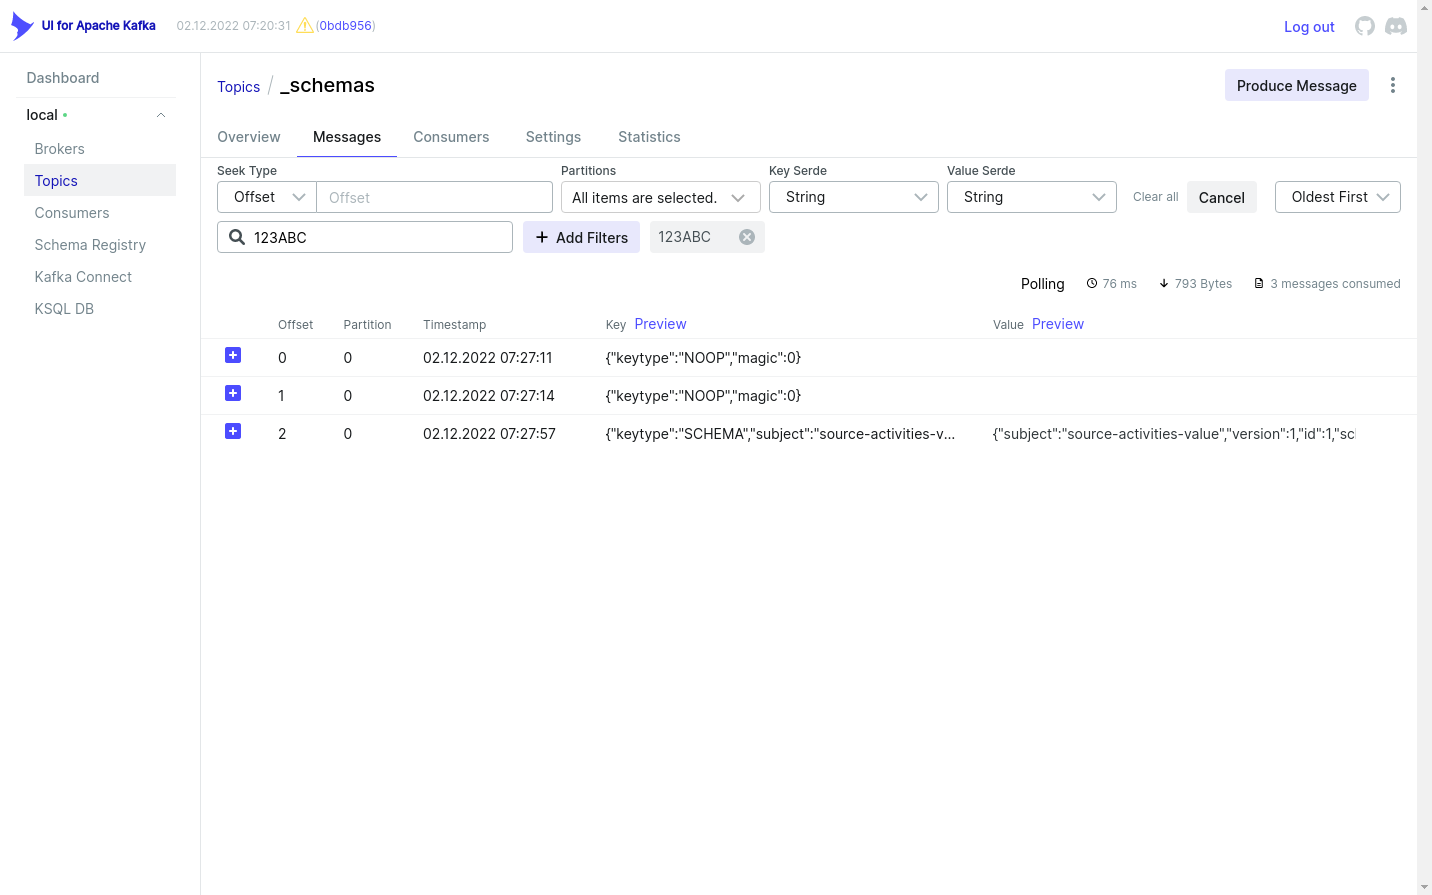 UI for Apache Kafka 02.12.2022 07:20:31 (0bdb956) Log out
Dashboard
local
Brokers
Topics
Consumers
Schema Registry
Kafka Connect
KSQL DB
Topics / _schemas Produce Message
Overview Messages Consumers Settings Statistics
Seek Type Partitions Key Serde Value Serde
Offset Offset All items are selected. String String Clear all Cancel Oldest First
123ABC + Add Filters 123ABC
Polling 76 ms 793 Bytes 3 messages consumed
Offset Partition Timestamp Key Preview Value Preview
0 0 02.12.2022 07:27:11 {"keytype":"NOOP","magic":0}
1 0 02.12.2022 07:27:14 {"keytype":"NOOP","magic":0}
2 0 02.12.2022 07:27:57 {"keytype":"SCHEMA","subject":"source-activities-v... {"subject":"source-activities-value","version":1,"id":1,"sc